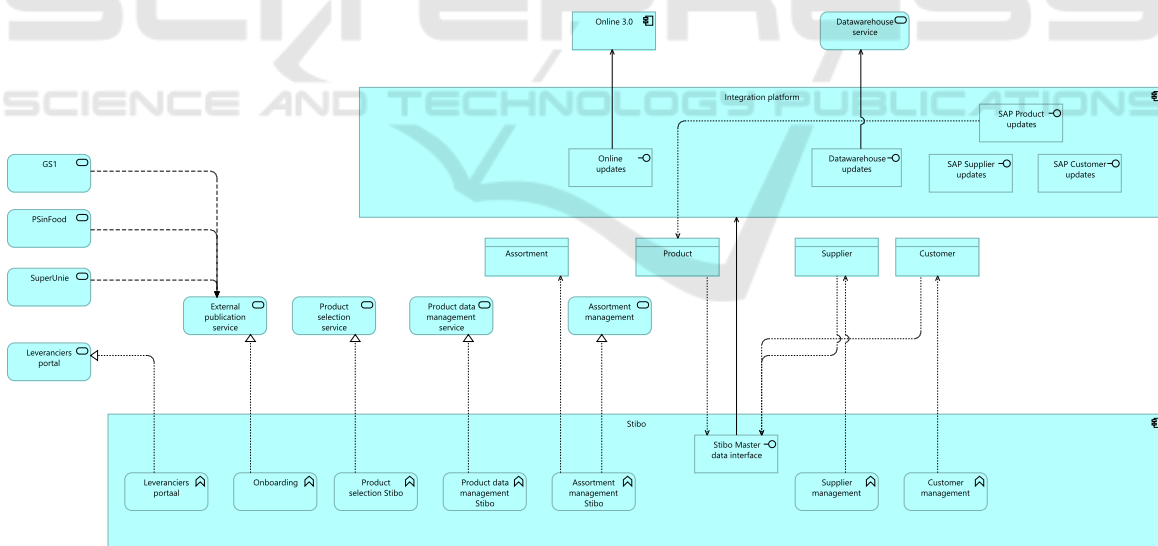 SCITEPRESS
SCIENCE AND TECHNOLOGY PUBLICATIONS
Online 3.0
Datawarehouse
service
Integration platform
SAP Product
updates
Online
updates
Datawarehouse
updates
SAP Supplier
updates
SAP Customer
updates
GS1
PSinFood
SuperUnie
Leveranciers
portal
Assortment
Product
Supplier
Customer
External
publication
service
Product
selection
service
Product data
management
service
Assortment
management
Stibo
Stibo Master
data interface
Leveranciers
portaal
Onboarding
Product
selection Stibo
Product data
management
Stibo
Assortment
management
Stibo
Supplier
management
Customer
management